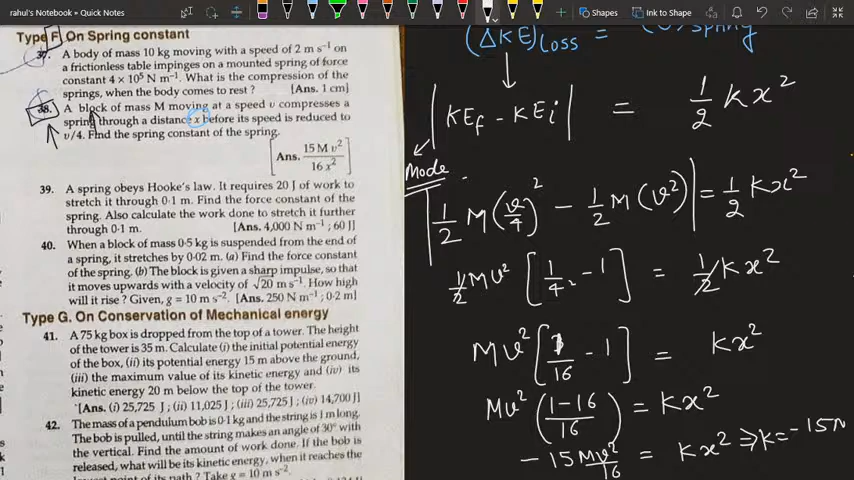 rahul's Notebook » Quick Notes
Shapes
Ink to Shape
Type F. On Spring constant
37. A body of mass 10 kg moving with a speed of 2 m s⁻¹ on
a frictionless table impinges on a mounted spring of force
constant 4 × 10⁵ N m⁻¹. What is the compression of the
springs, when the body comes to rest ? [Ans. 1 cm]
38. A block of mass M moving at a speed υ compresses a
spring through a distance x before its speed is reduced to
υ/4. Find the spring constant of the spring.
[Ans. 15 M υ² / 16 x²]
39. A spring obeys Hooke's law. It requires 20 J of work to
stretch it through 0·1 m. Find the force constant of the
spring. Also calculate the work done to stretch it further
through 0·1 m. [Ans. 4,000 N m⁻¹ ; 60 J]
40. When a block of mass 0·5 kg is suspended from the end of
a spring, it stretches by 0·02 m. (a) Find the force constant
of the spring. (b) The block is given a sharp impulse, so that
it moves upwards with a velocity of √20 ms⁻¹. How high
will it rise ? Given, g = 10 m s⁻². [Ans. 250 N m⁻¹ ; 0·2 m]
Type G. On Conservation of Mechanical energy
41. A 75 kg box is dropped from the top of a tower. The height
of the tower is 35 m. Calculate (i) the initial potential energy
of the box, (ii) its potential energy 15 m above the ground,
(iii) the maximum value of its kinetic energy and (iv) its
kinetic energy 20 m below the top of the tower.
[Ans. (i) 25,725 J ; (ii) 11,025 J ; (iii) 25,725 J ; (iv) 14,700 J]
42. The mass of a pendulum bob is 0·1 kg and the string is 1 m long.
The bob is pulled, until the string makes an angle of 30° with
the vertical. Find the amount of work done. If the bob is
released, what will be its kinetic energy, when it reaches the
lowest point of its path ? Take g = 10 m s⁻².
(ΔKE)Loss = spring
|KEf - KEi| = 1/2 Kx²
Mode
|1/2 M(v/4)² - 1/2 M(v²)| = 1/2 Kx²
1/2 Mv² [1/4² - 1] = 1/2 Kx²
Mv² [1/16 - 1] = Kx²
Mv² (1-16/16) = Kx²
-15Mv²/16 = Kx² ⇒ K = -15M